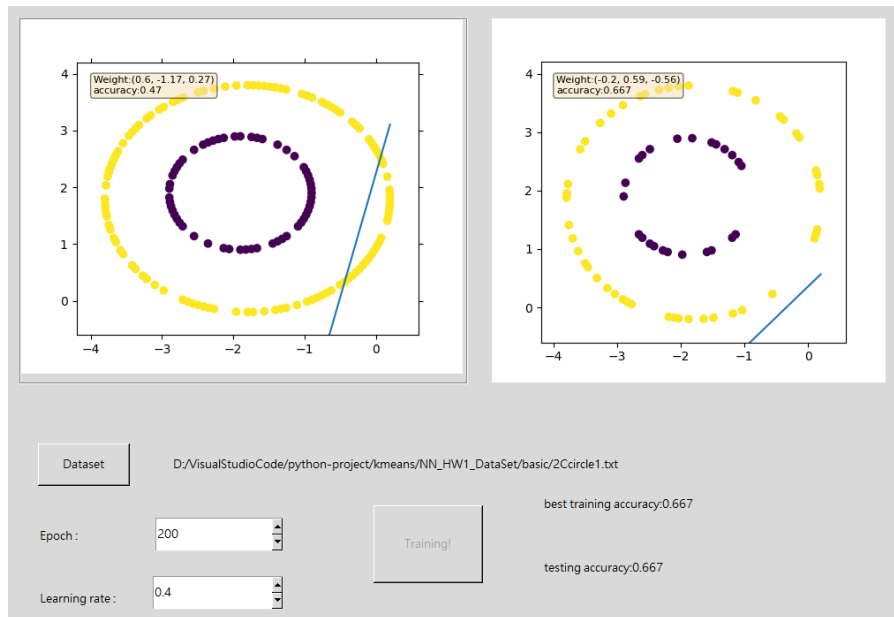 Weight:(0.6, -1.17, 0.27)
accuracy:0.47
4
3
2
1
0
−4
−3
−2
−1
0
Weight:(-0.2, 0.59, -0.56)
accuracy:0.667
4
3
2
1
0
−4
−3
−2
−1
0
Dataset
D:/VisualStudioCode/python-project/kmeans/NN_HW1_DataSet/basic/2Ccircle1.txt
best training accuracy:0.667
Epoch :
200
Training!
testing accuracy:0.667
Learning rate :
0.4